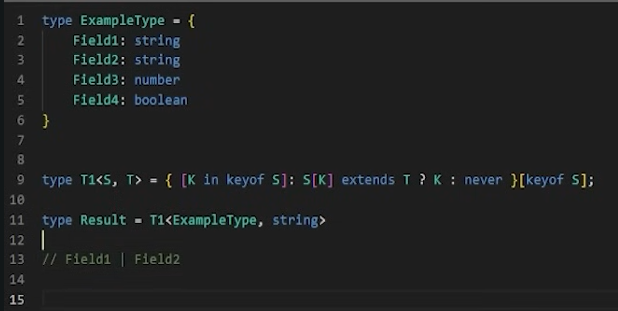 1 type ExampleType = {
2 Field1: string
3 Field2: string
4 Field3: number
5 Field4: boolean
6 }
7
8
9 type T1<S, T> = { [K in keyof S]: S[K] extends T ? K : never }[keyof S];
10
11 type Result = T1<ExampleType, string>
12
13 // Field1 | Field2
14
15